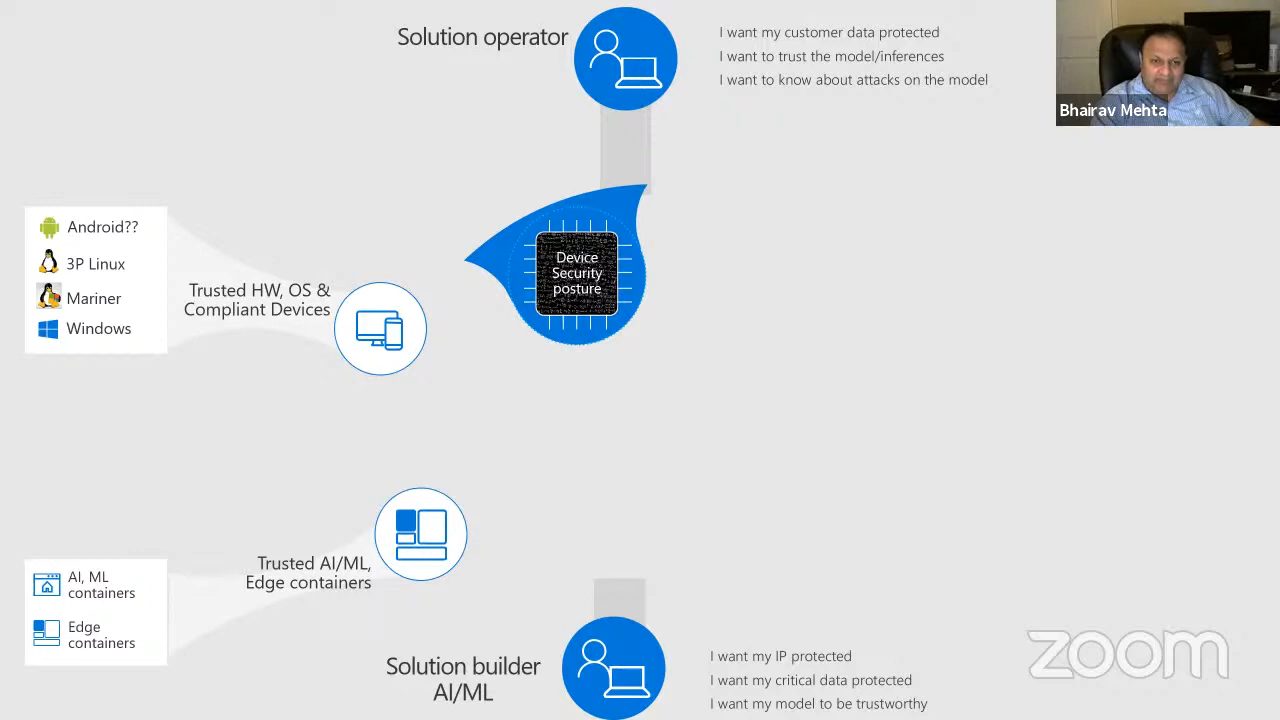 Solution operator
I want my customer data protected
I want to trust the model/inferences
I want to know about attacks on the model
Bhairav Mehta
Android??
3P Linux
Mariner
Windows
Trusted HW, OS &
Compliant Devices
Device
Security
posture
Trusted AI/ML,
Edge containers
AI, ML
containers
Edge
containers
Solution builder
AI/ML
I want my IP protected
I want my critical data protected
I want my model to be trustworthy
zoom